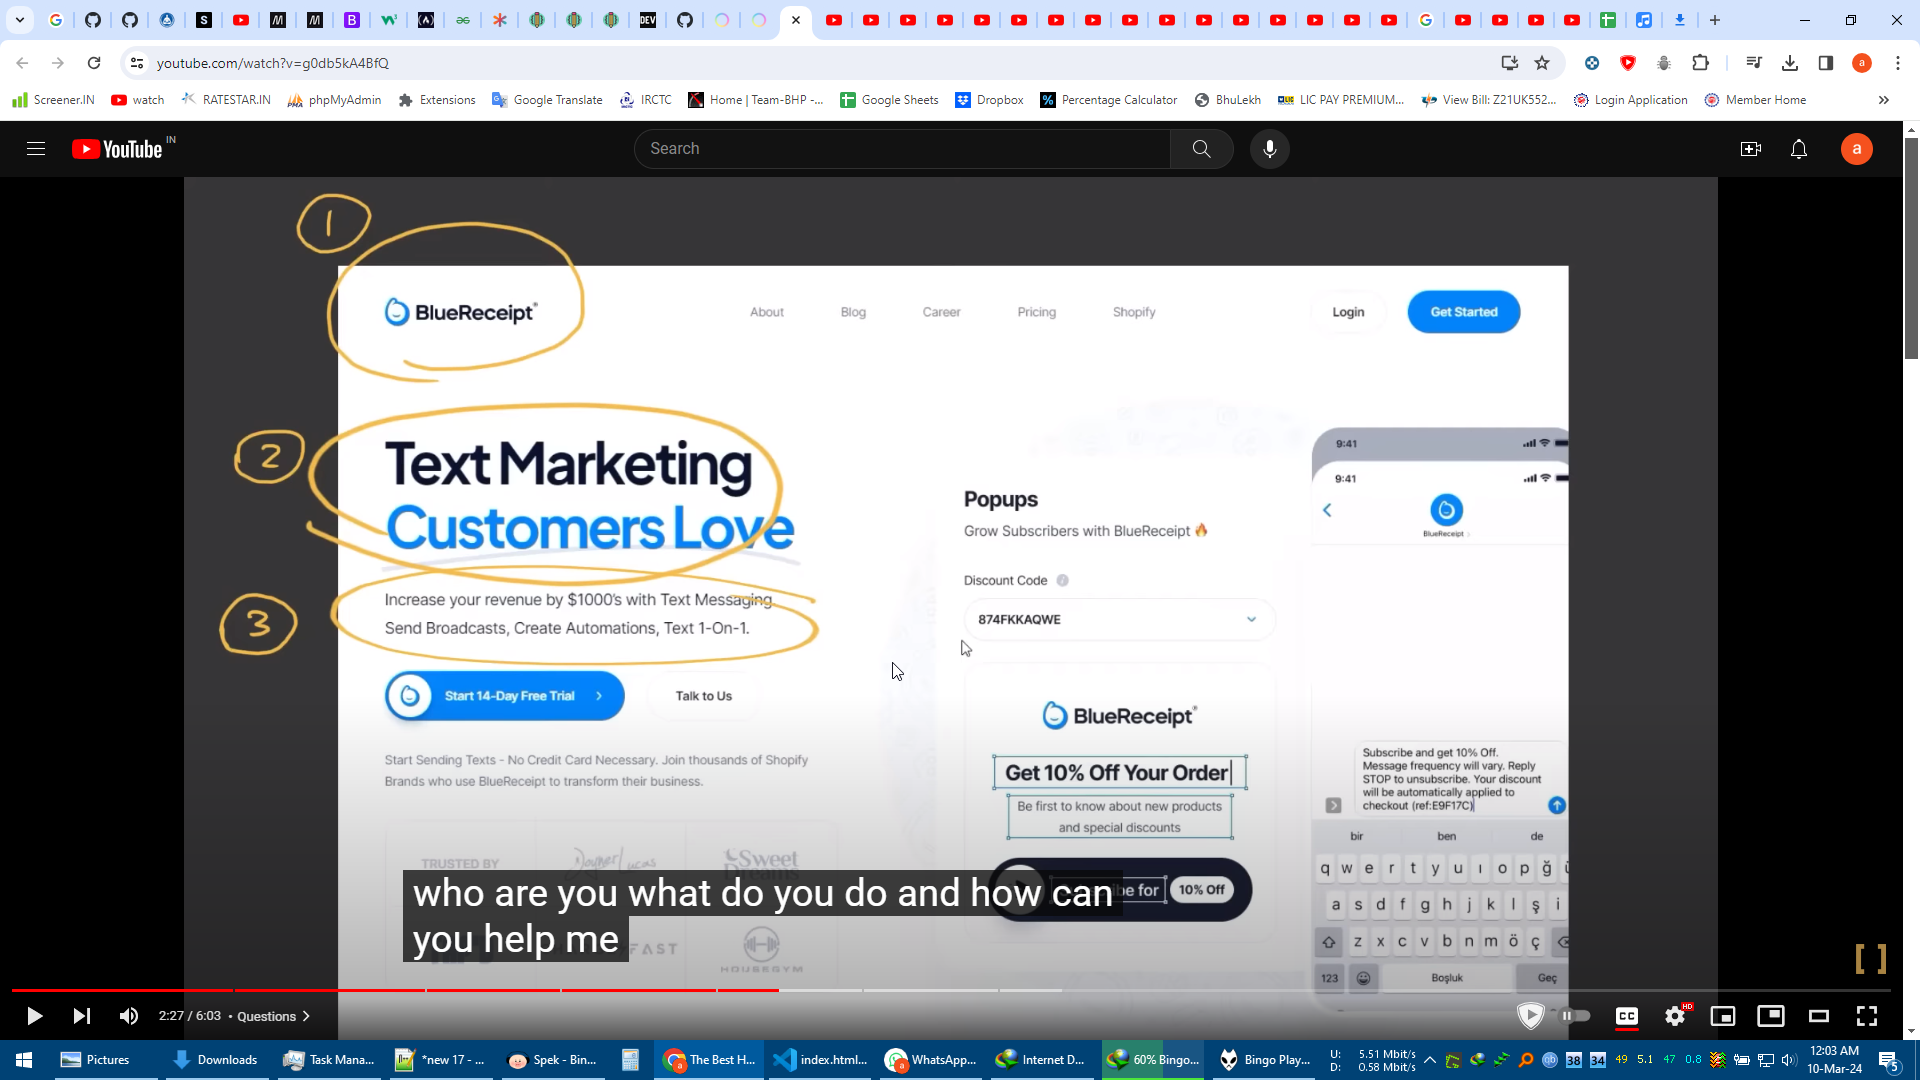 youtube.com/watch?v=g0db5kA4BfQ
Screener.IN
watch
RATESTAR.IN
phpMyAdmin
Extensions
Google Translate
IRCTC
Home | Team-BHP -...
Google Sheets
Dropbox
Percentage Calculator
BhuLekh
LIC PAY PREMIUM...
View Bill: Z21UK552...
Login Application
Member Home
YouTube IN
Search
a
1
BlueReceipt
About
Blog
Career
Pricing
Shopify
Login
Get Started
2
Text Marketing
Customers Love
3
Increase your revenue by $1000's with Text Messaging.
Send Broadcasts, Create Automations, Text 1-On-1.
Start 14-Day Free Trial
Talk to Us
Start Sending Texts - No Credit Card Necessary. Join thousands of Shopify
Brands who use BlueReceipt to transform their business.
TRUSTED BY
Sweet
Dreams
HOUSEGYM
Popups
Grow Subscribers with BlueReceipt 🔥
Discount Code
874FKKAQWE
BlueReceipt
Get 10% Off Your Order
Be first to know about new products
and special discounts
10% Off
9:41
9:41
BlueReceipt
Subscribe and get 10% Off.
Message frequency will vary. Reply
STOP to unsubscribe. Your discount
will be automatically applied to
checkout (ref:E9F17C)
bir ben de
q w e r t y u ı o p ğ ü
a s d f g h j k l ş i
z x c v b n m ö ç
123 Boşluk Geç
who are you what do you do and how can
you help me
2:27 / 6:03 • Questions
CC
HD
Pictures
Downloads
Task Mana...
*new 17 - ...
Spek - Bin...
The Best H...
index.html...
WhatsApp...
Internet D...
60% Bingo...
Bingo Play...
U: 5.51 Mbit/s
D: 0.58 Mbit/s
38 34 49 5.1 47 0.8
12:03 AM
10-Mar-24
5